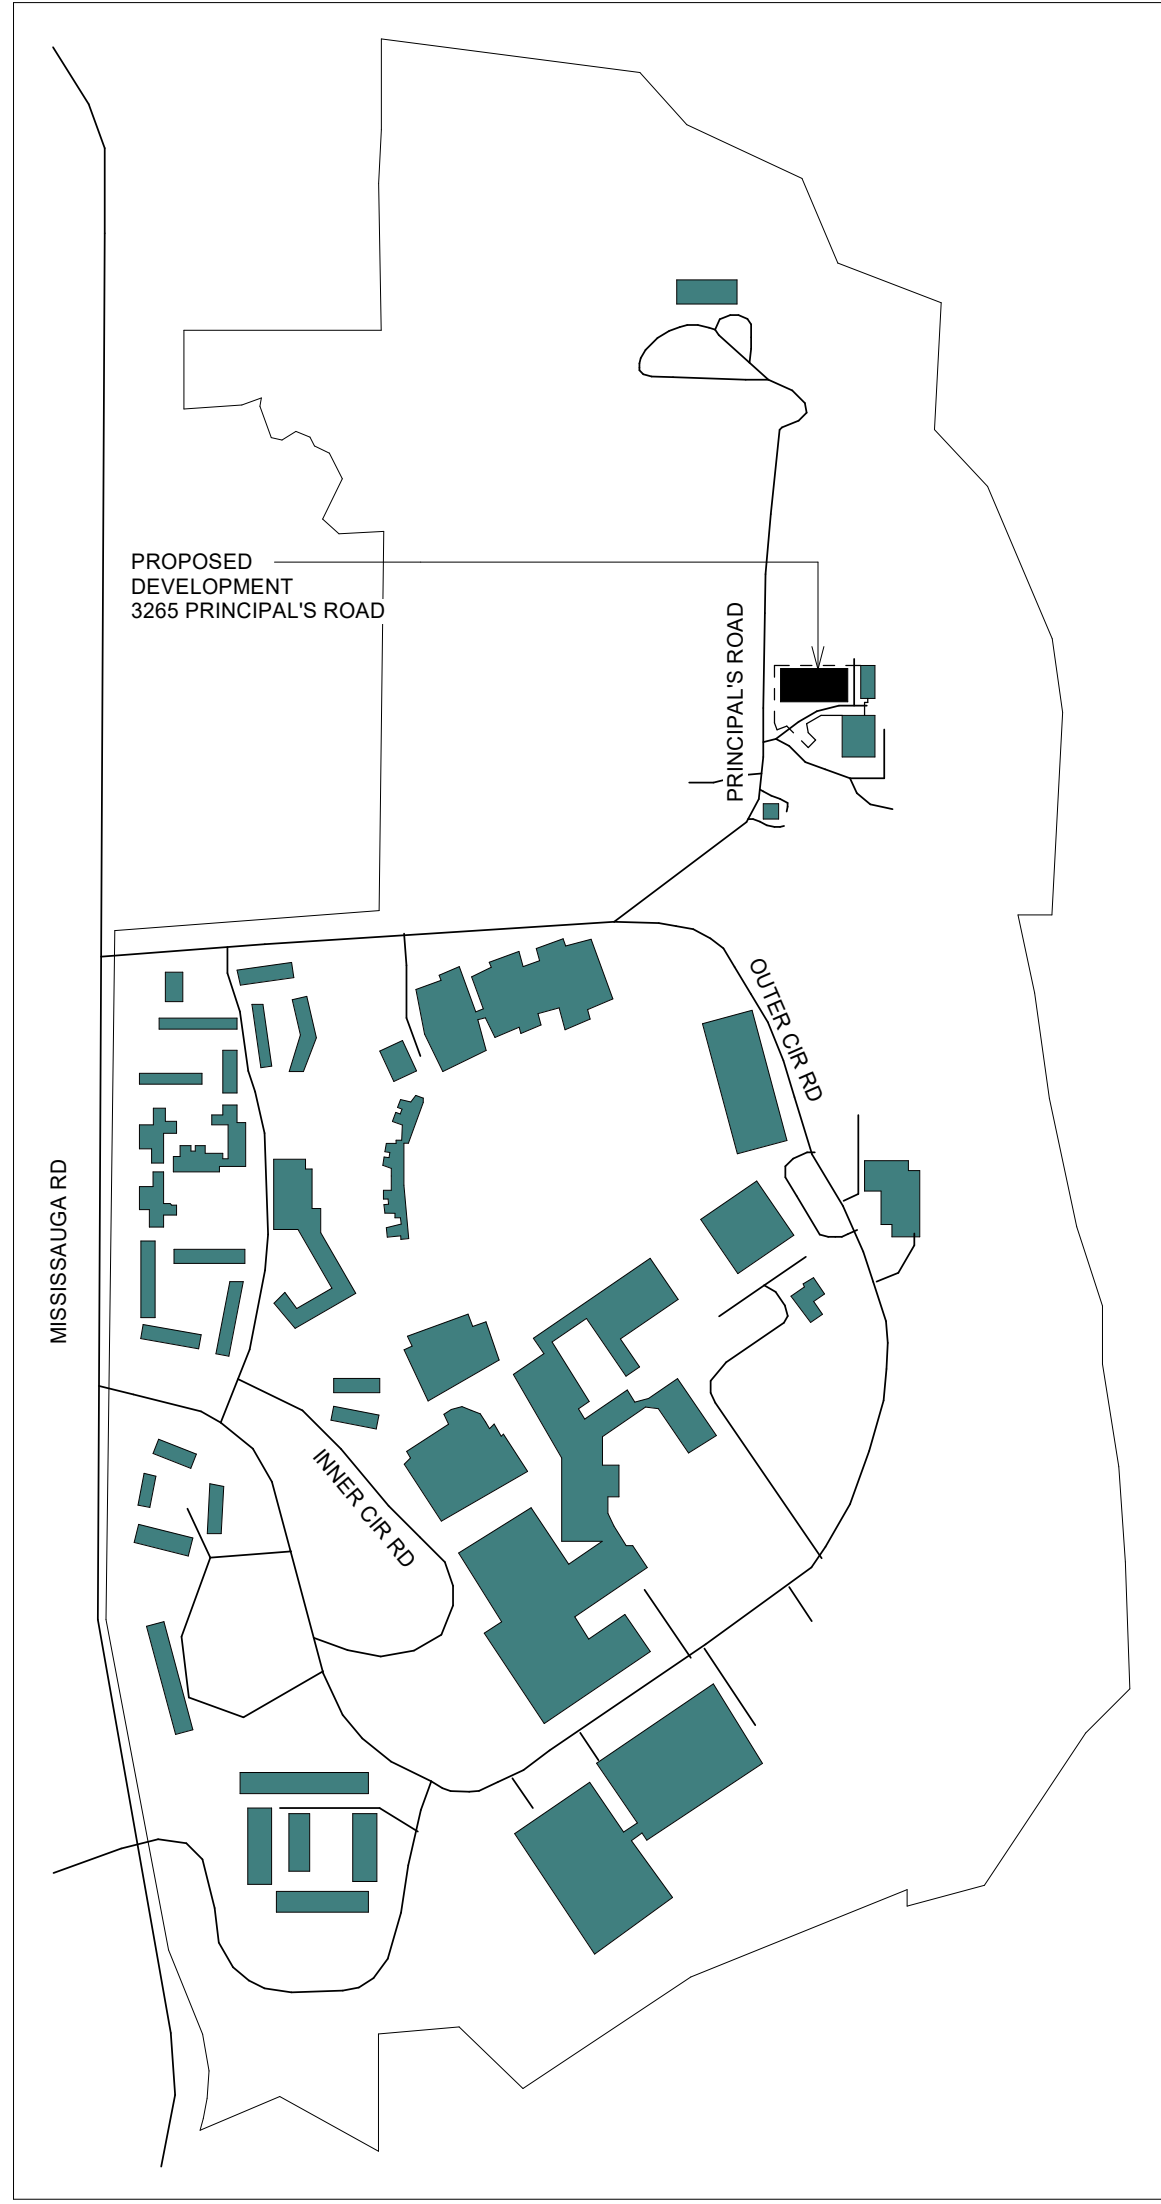 PROPOSED
DEVELOPMENT
3265 PRINCIPAL'S ROAD
PRINCIPAL'S ROAD
OUTER CIR RD
MISSISSAUGA RD
INNER CIR RD